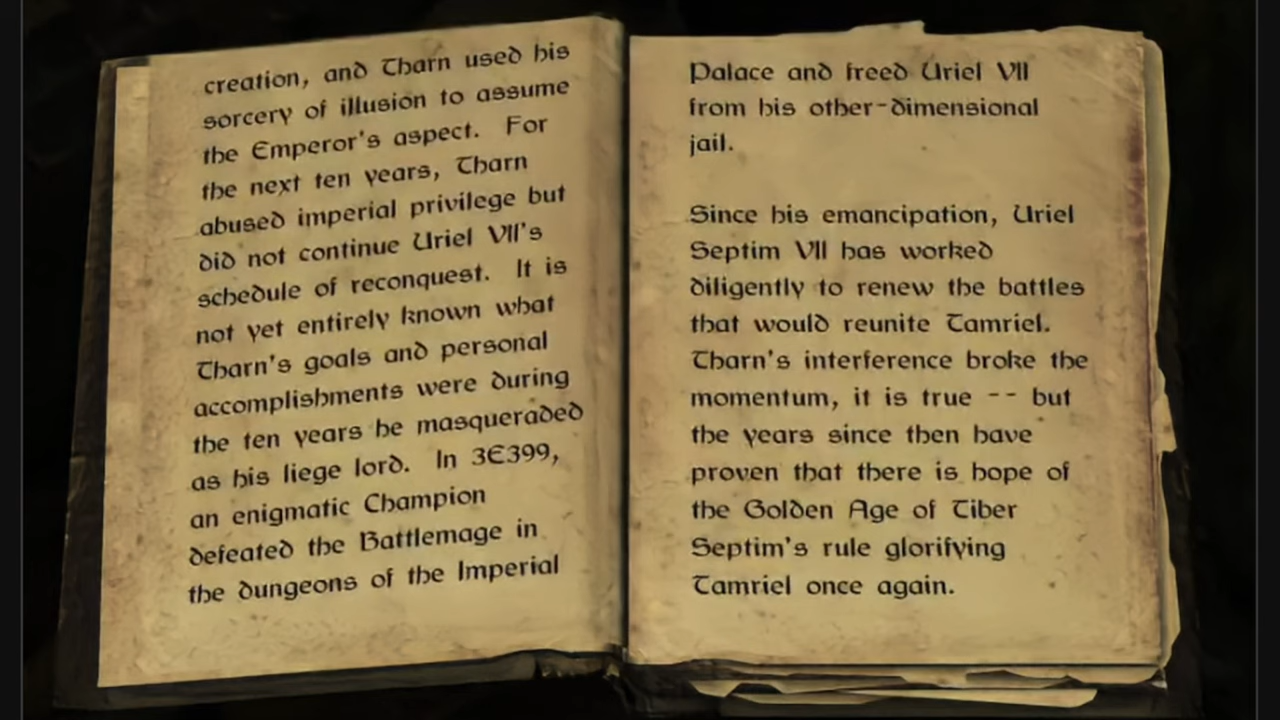 creation, and Tharn used his
sorcery of illusion to assume
the Emperor's aspect.  For
the next ten years, Tharn
abused imperial privilege but
did not continue Uriel VII's
schedule of reconquest.  It is
not yet entirely known what
Tharn's goals and personal
accomplishments were during
the ten years he masqueraded
as his liege lord.  In 3E399,
an enigmatic Champion
defeated the Battlemage in
the dungeons of the Imperial
Palace and freed Uriel VII
from his other-dimensional
jail.
Since his emancipation, Uriel
Septim VII has worked
diligently to renew the battles
that would reunite Tamriel.
Tharn's interference broke the
momentum, it is true -- but
the years since then have
proven that there is hope of
the Golden Age of Tiber
Septim's rule glorifying
Tamriel once again.